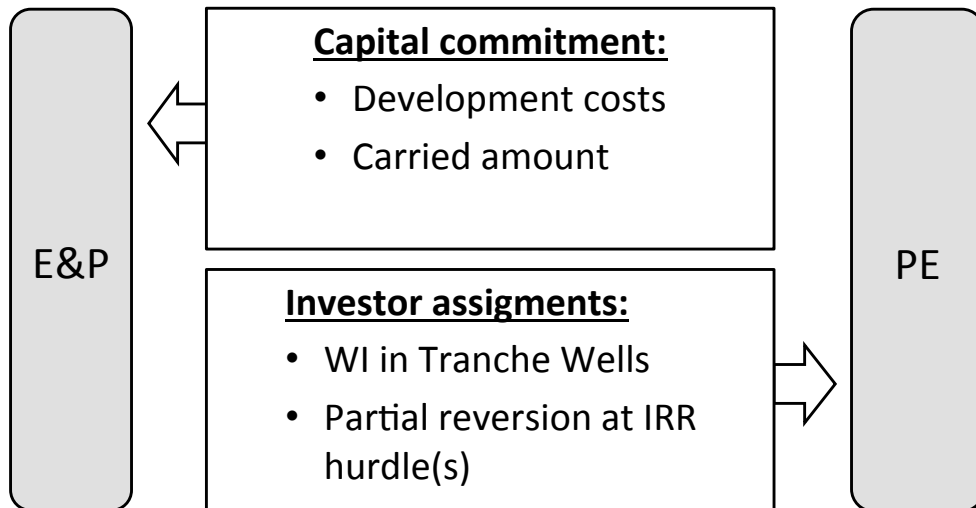 E&P
Capital commitment:
• Development costs
• Carried amount
Investor assigments:
• WI in Tranche Wells
• Partial reversion at IRR
hurdle(s)
PE